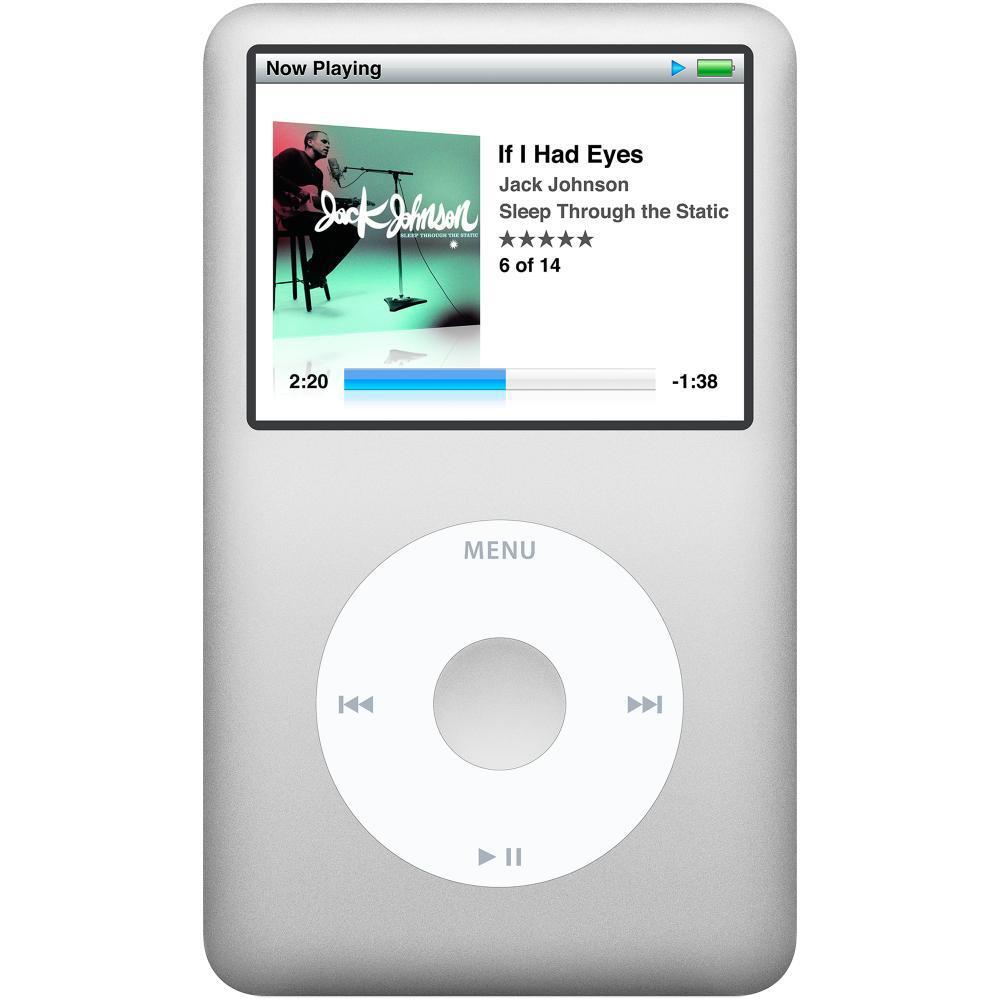 Now Playing
Jack Johnson
SLEEP THROUGH THE STATIC
If I Had Eyes
Jack Johnson
Sleep Through the Static
★★★★★
6 of 14
2:20
-1:38
MENU